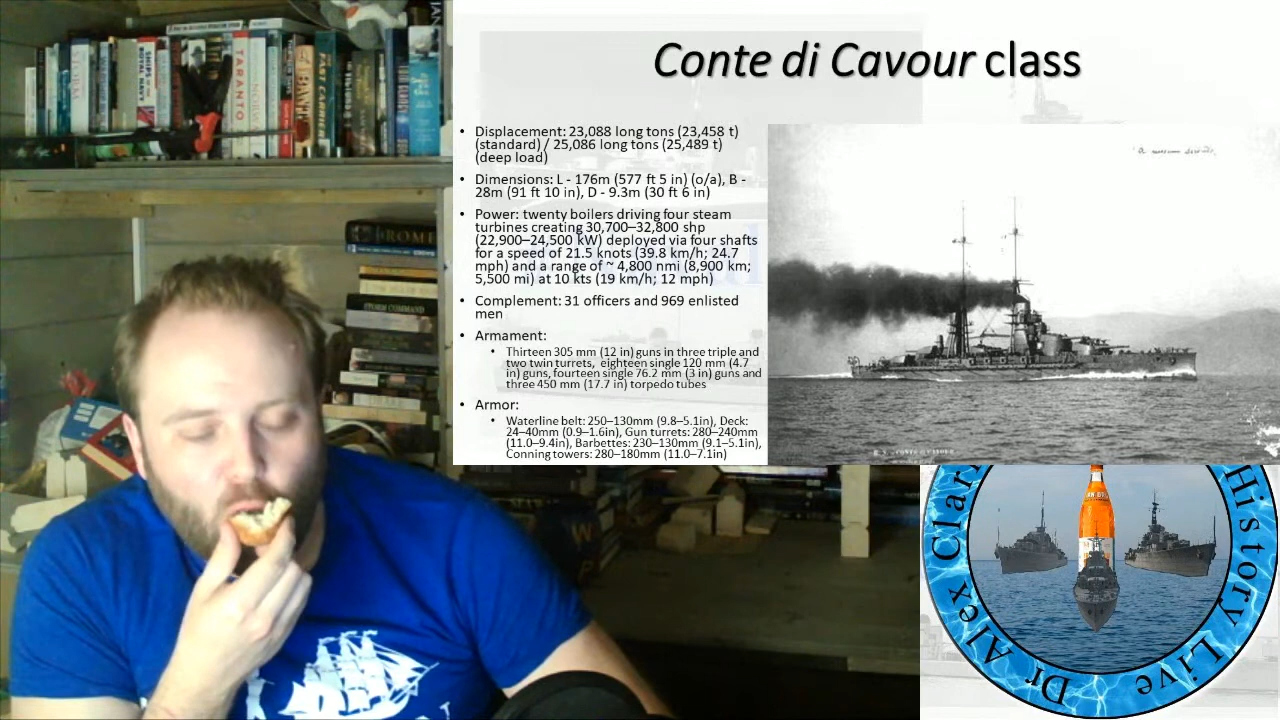 Conte di Cavour class
• Displacement: 23,088 long tons (23,458 t)
(standard) / 25,086 long tons (25,489 t)
(deep load)
• Dimensions: L - 176m (577 ft 5 in) (o/a), B -
28m (91 ft 10 in), D - 9.3m (30 ft 6 in)
• Power: twenty boilers driving four steam
turbines creating 30,700–32,800 shp
(22,900–24,500 kW) deployed via four shafts
for a speed of 21.5 knots (39.8 km/h; 24.7
mph) and a range of ~ 4,800 nmi (8,900 km;
5,500 mi) at 10 kts (19 km/h; 12 mph)
• Complement: 31 officers and 969 enlisted
men
• Armament:
• Thirteen 305 mm (12 in) guns in three triple and
two twin turrets, eighteen single 120 mm (4.7
in) guns, fourteen single 76.2 mm (3 in) guns and
three 450 mm (17.7 in) torpedo tubes
• Armor:
• Waterline belt: 250–130mm (9.8–5.1in), Deck:
24–40mm (0.9–1.6in), Gun turrets: 280–240mm
(11.0–9.4in), Barbettes: 230–130mm (9.1–5.1in),
Conning towers: 280–180mm (11.0–7.1in)
TARANTO
SHIPS
ROYAL NAVY
FAST CARRIERS
ROME
STORM COMMAND
Dr Alex Clar
History Live